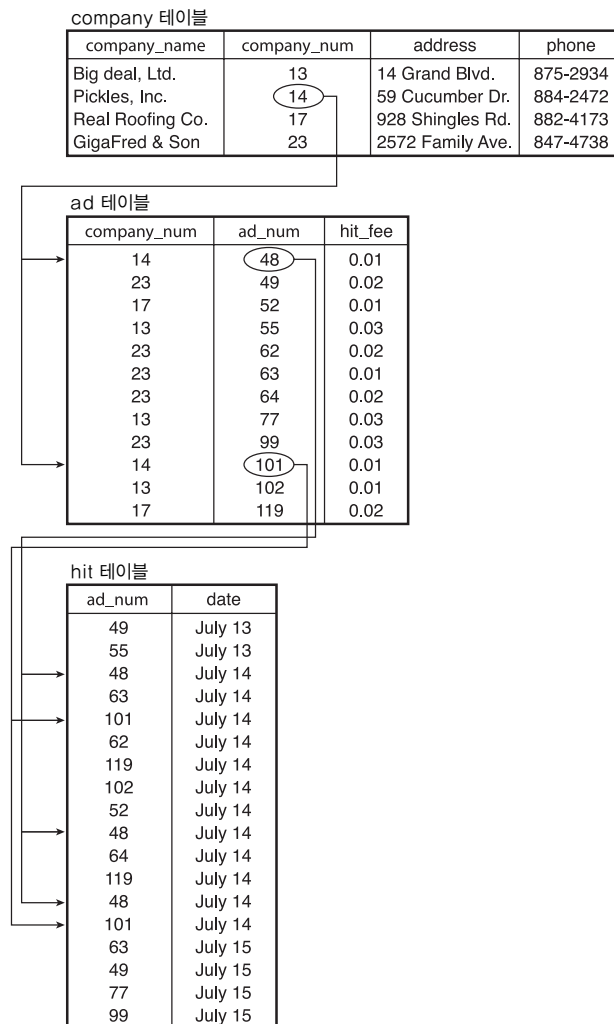 company 테이블
company_name company_num address phone
Big deal, Ltd. 13 14 Grand Blvd. 875-2934
Pickles, Inc. 14 59 Cucumber Dr. 884-2472
Real Roofing Co. 17 928 Shingles Rd. 882-4173
GigaFred & Son 23 2572 Family Ave. 847-4738
ad 테이블
company_num ad_num hit_fee
14 48 0.01
23 49 0.02
17 52 0.01
13 55 0.03
23 62 0.02
23 63 0.01
23 64 0.02
13 77 0.03
23 99 0.03
14 101 0.01
13 102 0.01
17 119 0.02
hit 테이블
ad_num date
49 July 13
55 July 13
48 July 14
63 July 14
101 July 14
62 July 14
119 July 14
102 July 14
52 July 14
48 July 14
64 July 14
119 July 14
48 July 14
101 July 14
63 July 15
49 July 15
77 July 15
99 July 15